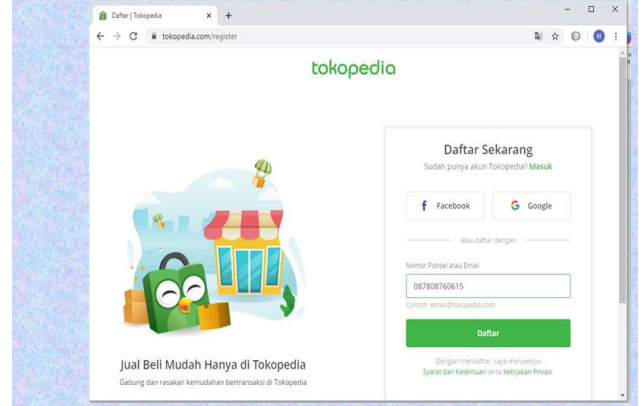 Daftar | Tokopedia
tokopedia.com/register
N
tokopedia
Daftar Sekarang
Sudah punya akun Tokopedia? Masuk
Facebook
Google
atau daftar dengan
Nomor Ponsel atau Email
087808760615
Contoh: email@tokopedia.com
Daftar
Dengan mendaftar, saya menyetujui
Syarat dan Ketentuan serta Kebijakan Privasi
Jual Beli Mudah Hanya di Tokopedia
Gabung dan rasakan kemudahan bertransaksi di Tokopedia